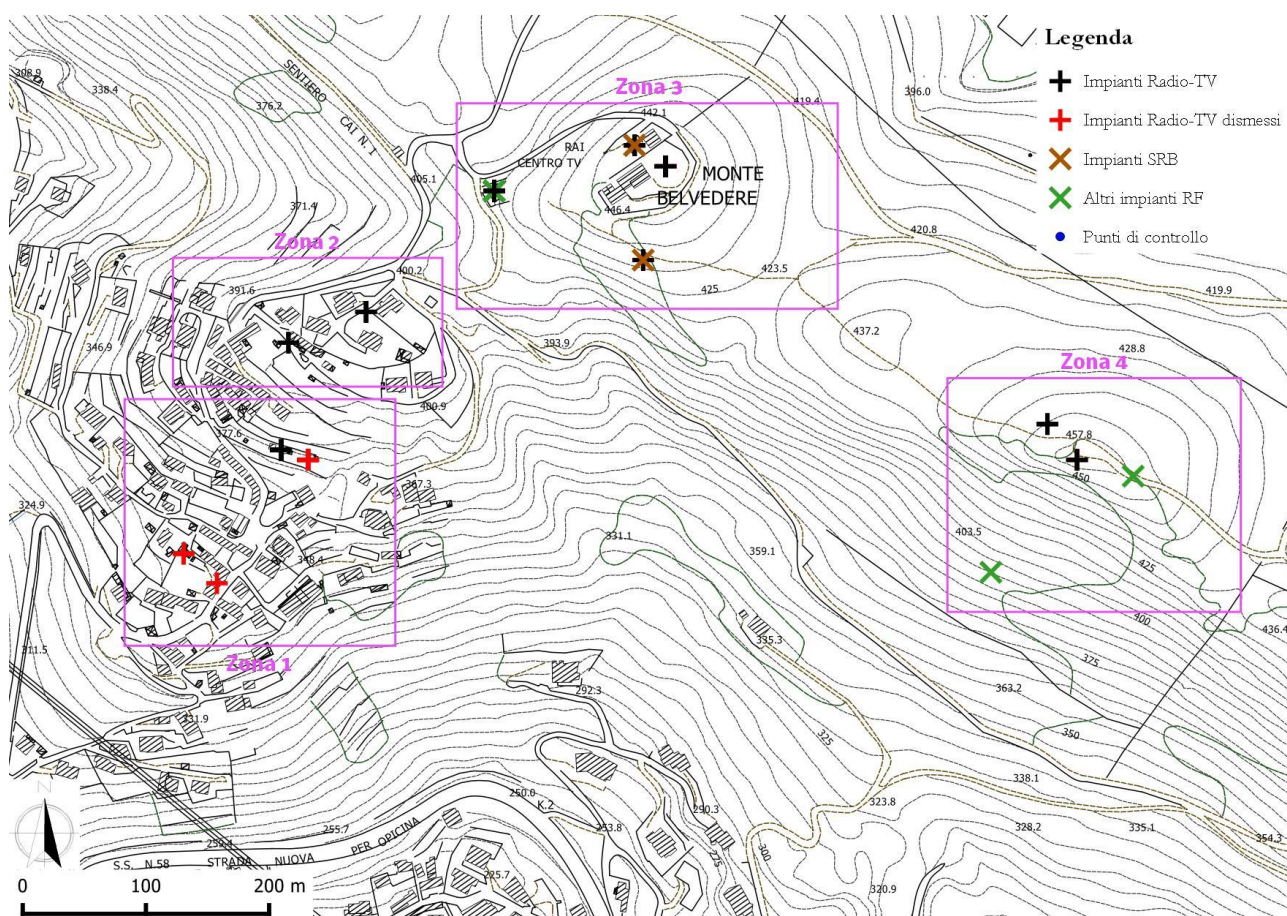 Legenda
Impianti Radio-TV
Impianti Radio-TV dismessi
Impianti SRB
Altri impianti RF
Punti di controllo
Zona 3
442.1
419.4
396.0
338.4
376.2
SENTIERO
CAI N. 1
RAI
CENTRO TV
405.1
MONTE
BELVEDERE
446.4
371.4
420.8
Zona 2
400.2
423.5
425
419.9
391.6
437.2
346.9
393.9
428.8
Zona 4
400.9
377.6
457.8
450
367.3
324.9
331.1
403.5
348.4
359.1
425
400
335.3
436.4
311.5
Zona 1
375
292.3
363.2
331.9
325
350
338.1
250.0
K.2
290.3
323.8
255.7
253.8
328.2
335.1
354.3
259.4
S.S. N.58 STRADA NUOVA PER OPICINA
225
300
225.7
320.9
N
0 100 200 m